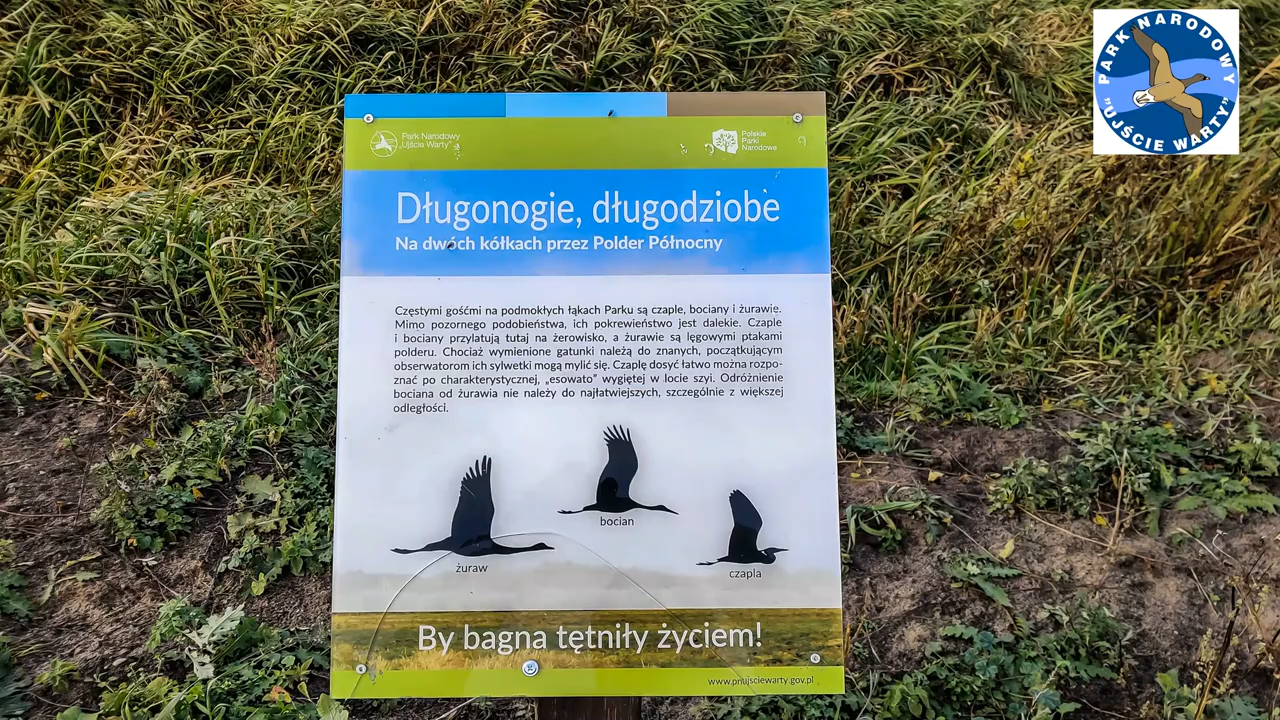 PARK NARODOWY
"UJŚCIE WARTY"
Park Narodowy
„Ujście Warty"
Polskie
Parki
Narodowe
Długonogie, długodziobe
Na dwóch kółkach przez Polder Północny
Częstymi gośćmi na podmokłych łąkach Parku są czaple, bociany i żurawie.
Mimo pozornego podobieństwa, ich pokrewieństwo jest dalekie. Czaple
i bociany przylatują tutaj na żerowisko, a żurawie są lęgowymi ptakami
polderu. Chociaż wymienione gatunki należą do znanych, początkującym
obserwatorom ich sylwetki mogą mylić się. Czaplę dosyć łatwo można rozpo-
znać po charakterystycznej, „esowato" wygiętej w locie szyi. Odróżnienie
bociana od żurawia nie należy do najłatwiejszych, szczególnie z większej
odległości.
bocian
żuraw
czapla
By bagna tętniły życiem!
www.pnujsciewarty.gov.pl